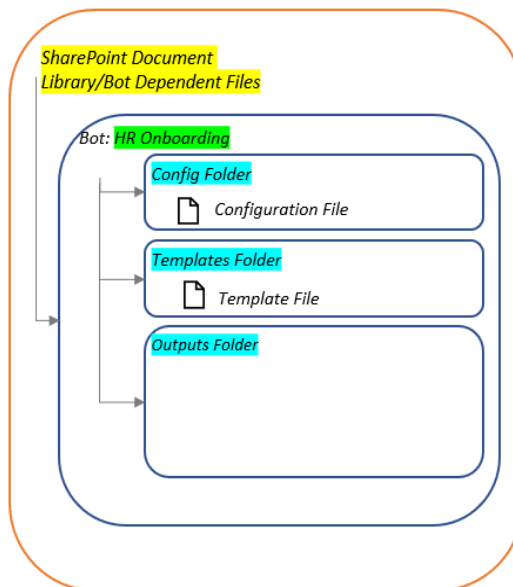 SharePoint Document
Library/Bot Dependent Files
Bot: HR Onboarding
Config Folder
Configuration File
Templates Folder
Template File
Outputs Folder